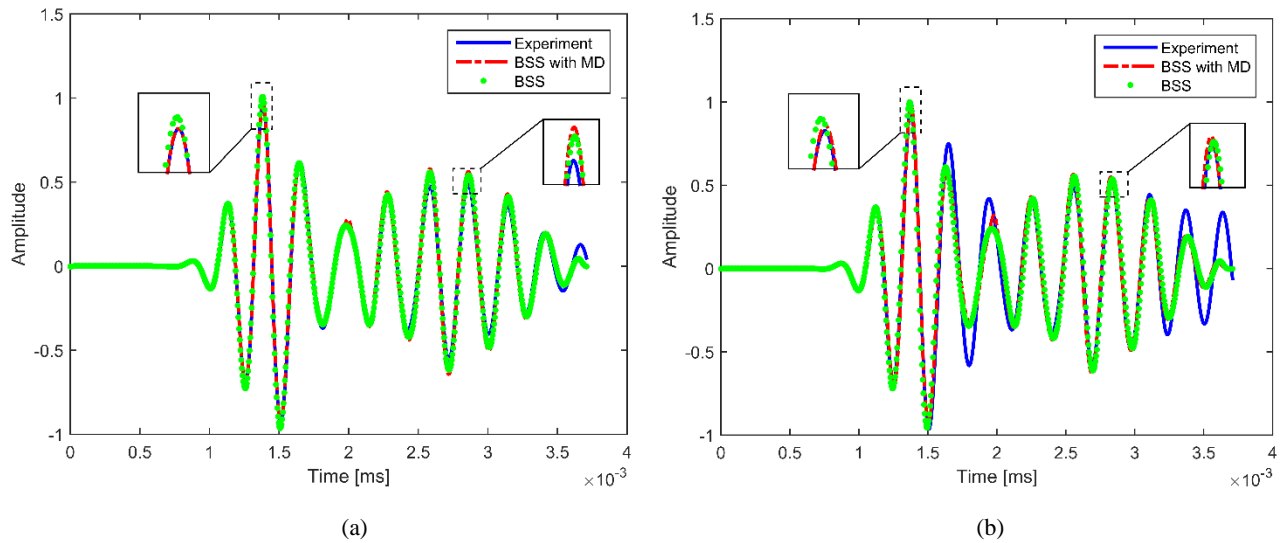 1.5
Experiment
BSS with MD
BSS
1
0.5
0
-0.5
-1
Amplitude
0 0.5 1 1.5 2 2.5 3 3.5 4
Time [ms]
×10-3
(a)
1.5
Experiment
BSS with MD
BSS
1
0.5
0
-0.5
-1
Amplitude
0 0.5 1 1.5 2 2.5 3 3.5 4
Time [ms]
×10-3
(b)